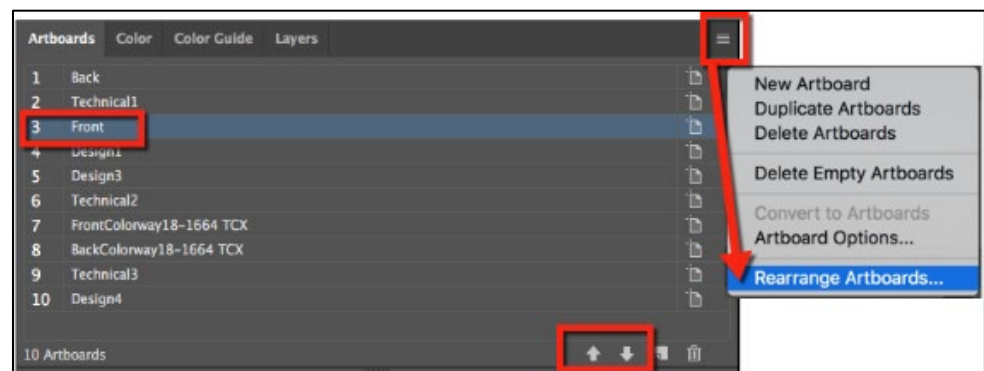 Artboards Color Color Guide Layers
1 Back
2 Technical1
3 Front
4 Design1
5 Design3
6 Technical2
7 FrontColorway18-1664 TCX
8 BackColorway18-1664 TCX
9 Technical3
10 Design4
10 Artboards
New Artboard
Duplicate Artboards
Delete Artboards
Delete Empty Artboards
Convert to Artboards
Artboard Options...
Rearrange Artboards...